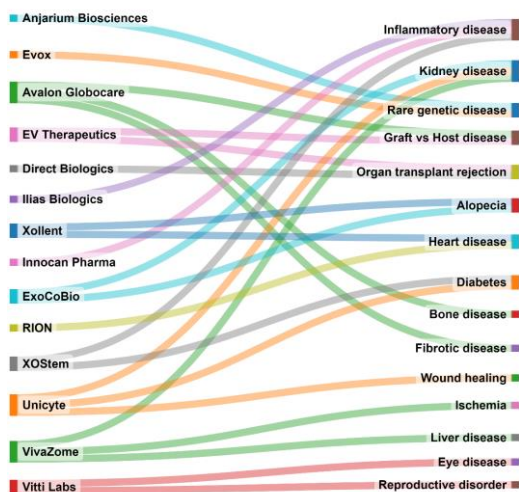 Anjarium Biosciences
Evox
Avalon Globocare
EV Therapeutics
Direct Biologics
Ilias Biologics
Xollent
Innocan Pharma
ExoCoBio
RION
XOStem
Unicyte
VivaZome
Vitti Labs
Inflammatory disease
Kidney disease
Rare genetic disease
Graft vs Host disease
Organ transplant rejection
Alopecia
Heart disease
Diabetes
Bone disease
Fibrotic disease
Wound healing
Ischemia
Liver disease
Eye disease
Reproductive disorder